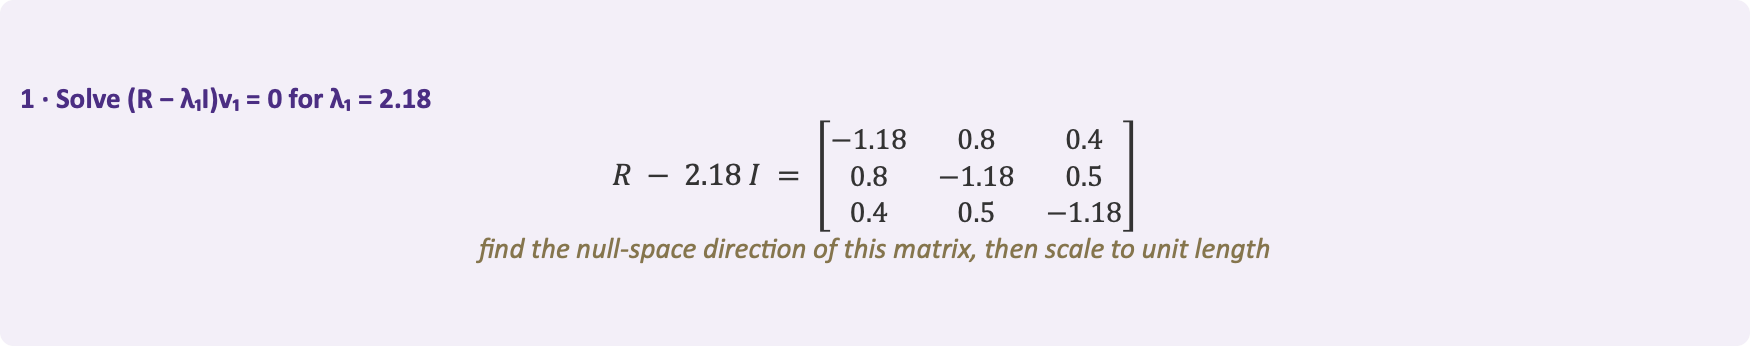 1 · Solve (R − λ₁I)v₁ = 0 for λ₁ = 2.18
−1.18 0.8 0.4
R − 2.18 I = 0.8 −1.18 0.5
0.4 0.5 −1.18
find the null-space direction of this matrix, then scale to unit length